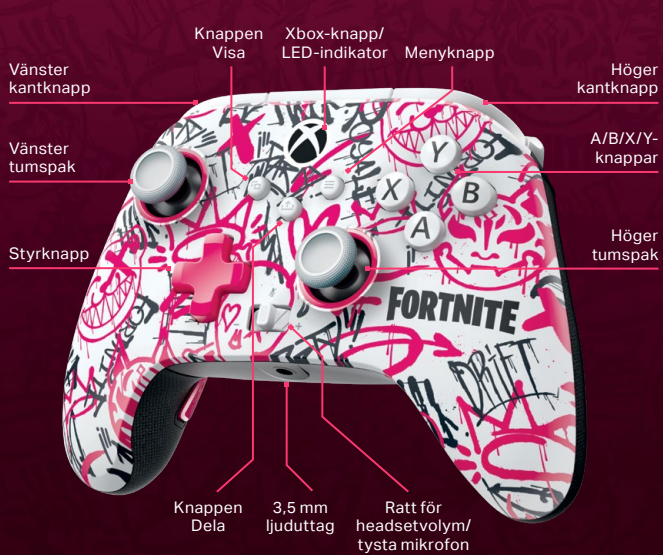 Knappen
Visa
Xbox-knapp/
LED-indikator
Menyknapp
Vänster
kantknapp
Höger
kantknapp
Vänster
tumspak
A/B/X/Y-
knappar
Y
X
B
A
Styrknapp
Höger
tumspak
FORTNITE
DRIFT
Knappen
Dela
3,5 mm
ljuduttag
Ratt för
headsetvolym/
tysta mikrofon